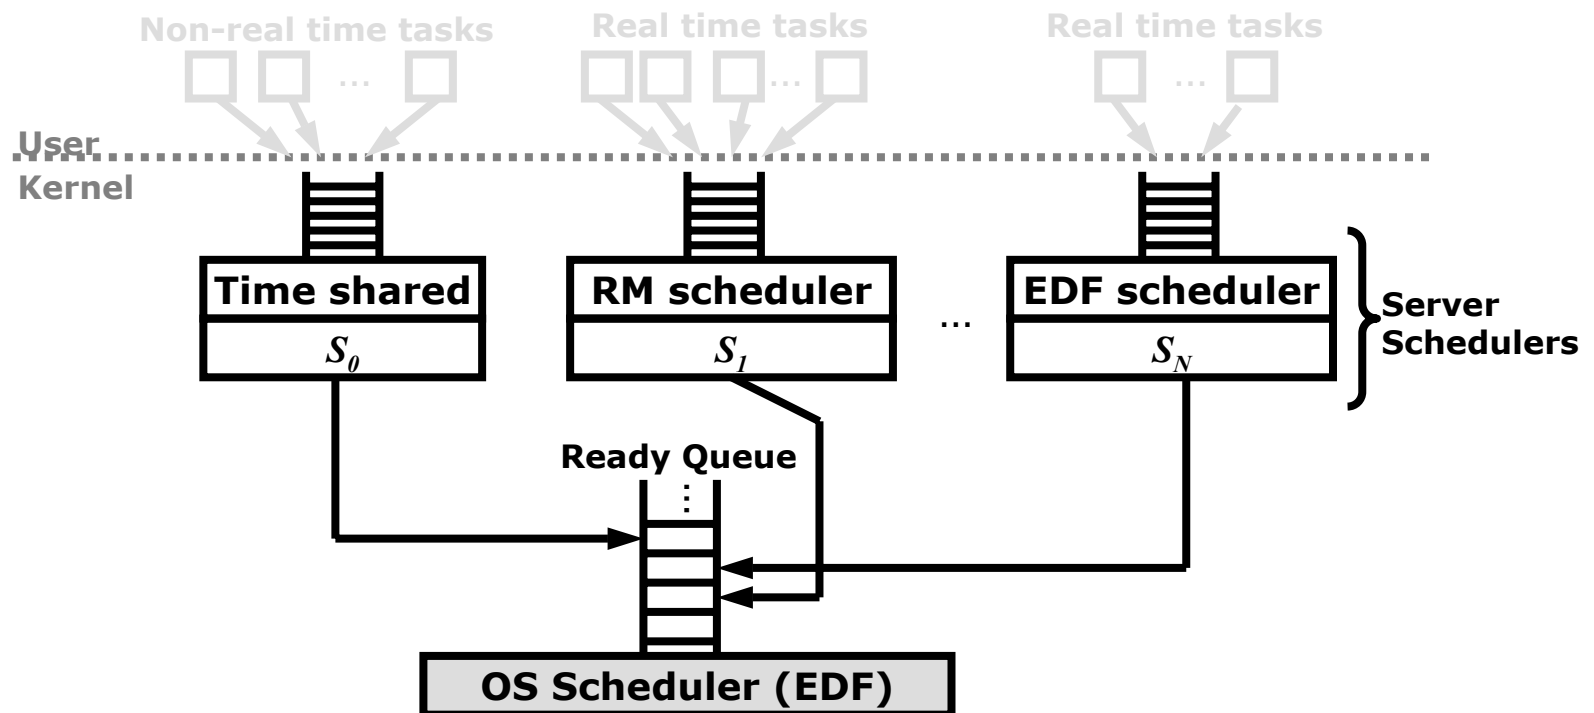 Non-real time tasks
Real time tasks
Real time tasks
...
...
...
User
Kernel
Time shared
RM scheduler
EDF scheduler
S0
S1
...
SN
Server
Schedulers
Ready Queue
...
OS Scheduler (EDF)